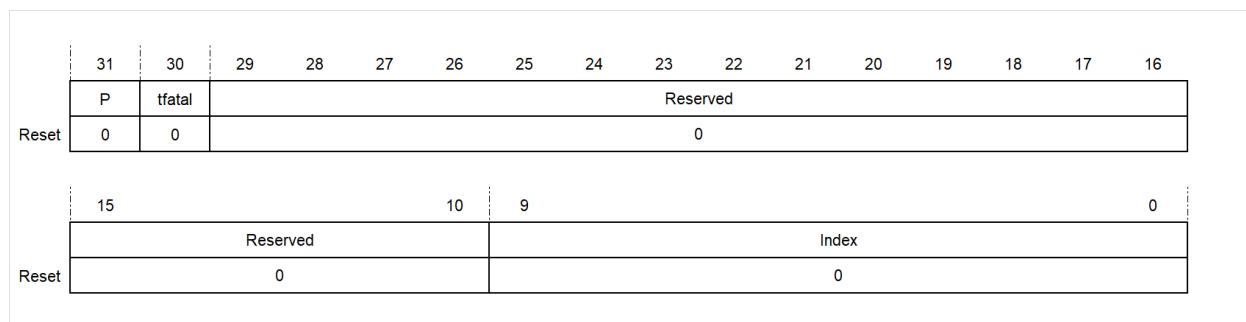 31 30 29 28 27 26 25 24 23 22 21 20 19 18 17 16
P tfatal Reserved
Reset 0 0 0
15 10 9 0
Reserved Index
Reset 0 0